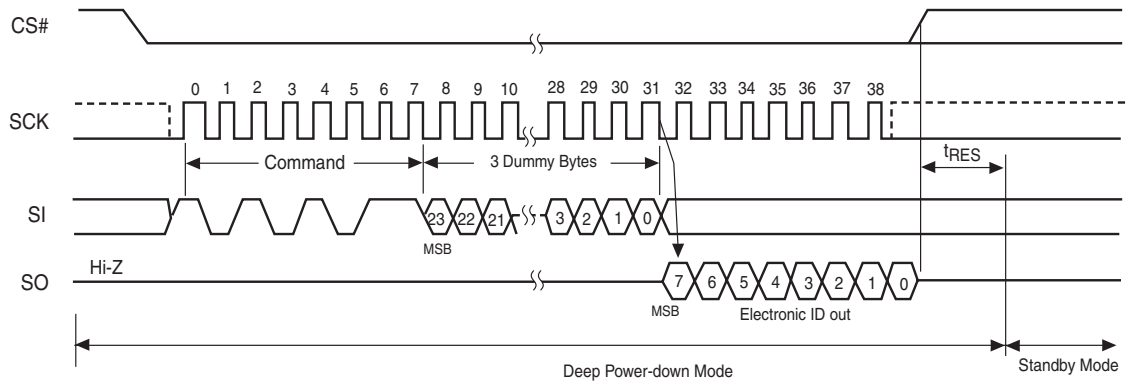 CS#
0 1 2 3 4 5 6 7 8 9 10 28 29 30 31 32 33 34 35 36 37 38
SCK
Command 3 Dummy Bytes tRES
SI 23 22 21 3 2 1 0
MSB
Hi-Z
SO 7 6 5 4 3 2 1 0
MSB Electronic ID out
Deep Power-down Mode Standby Mode